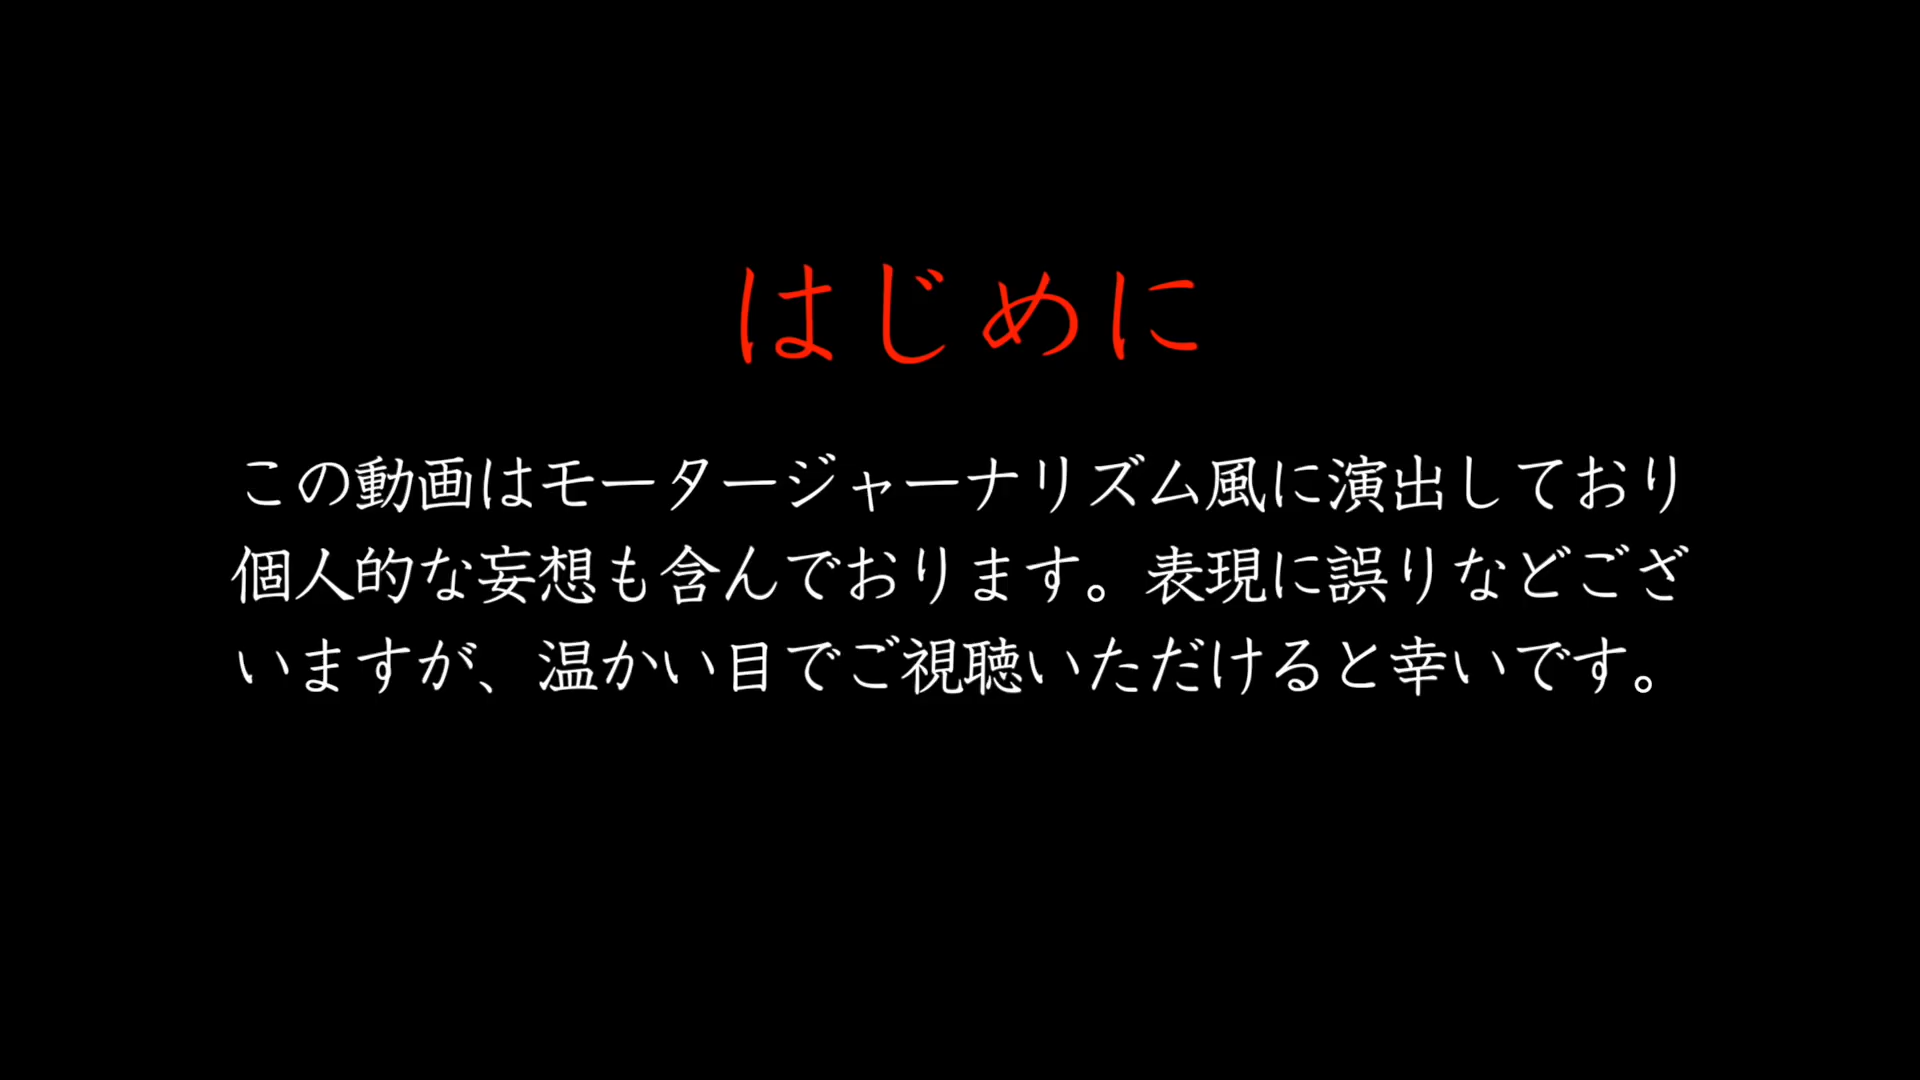 はじめに
この動画はモータージャーナリズム風に演出しており
個人的な妄想も含んでおります。表現に誤りなどござ
いますが、温かい目でご視聴いただけると幸いです。